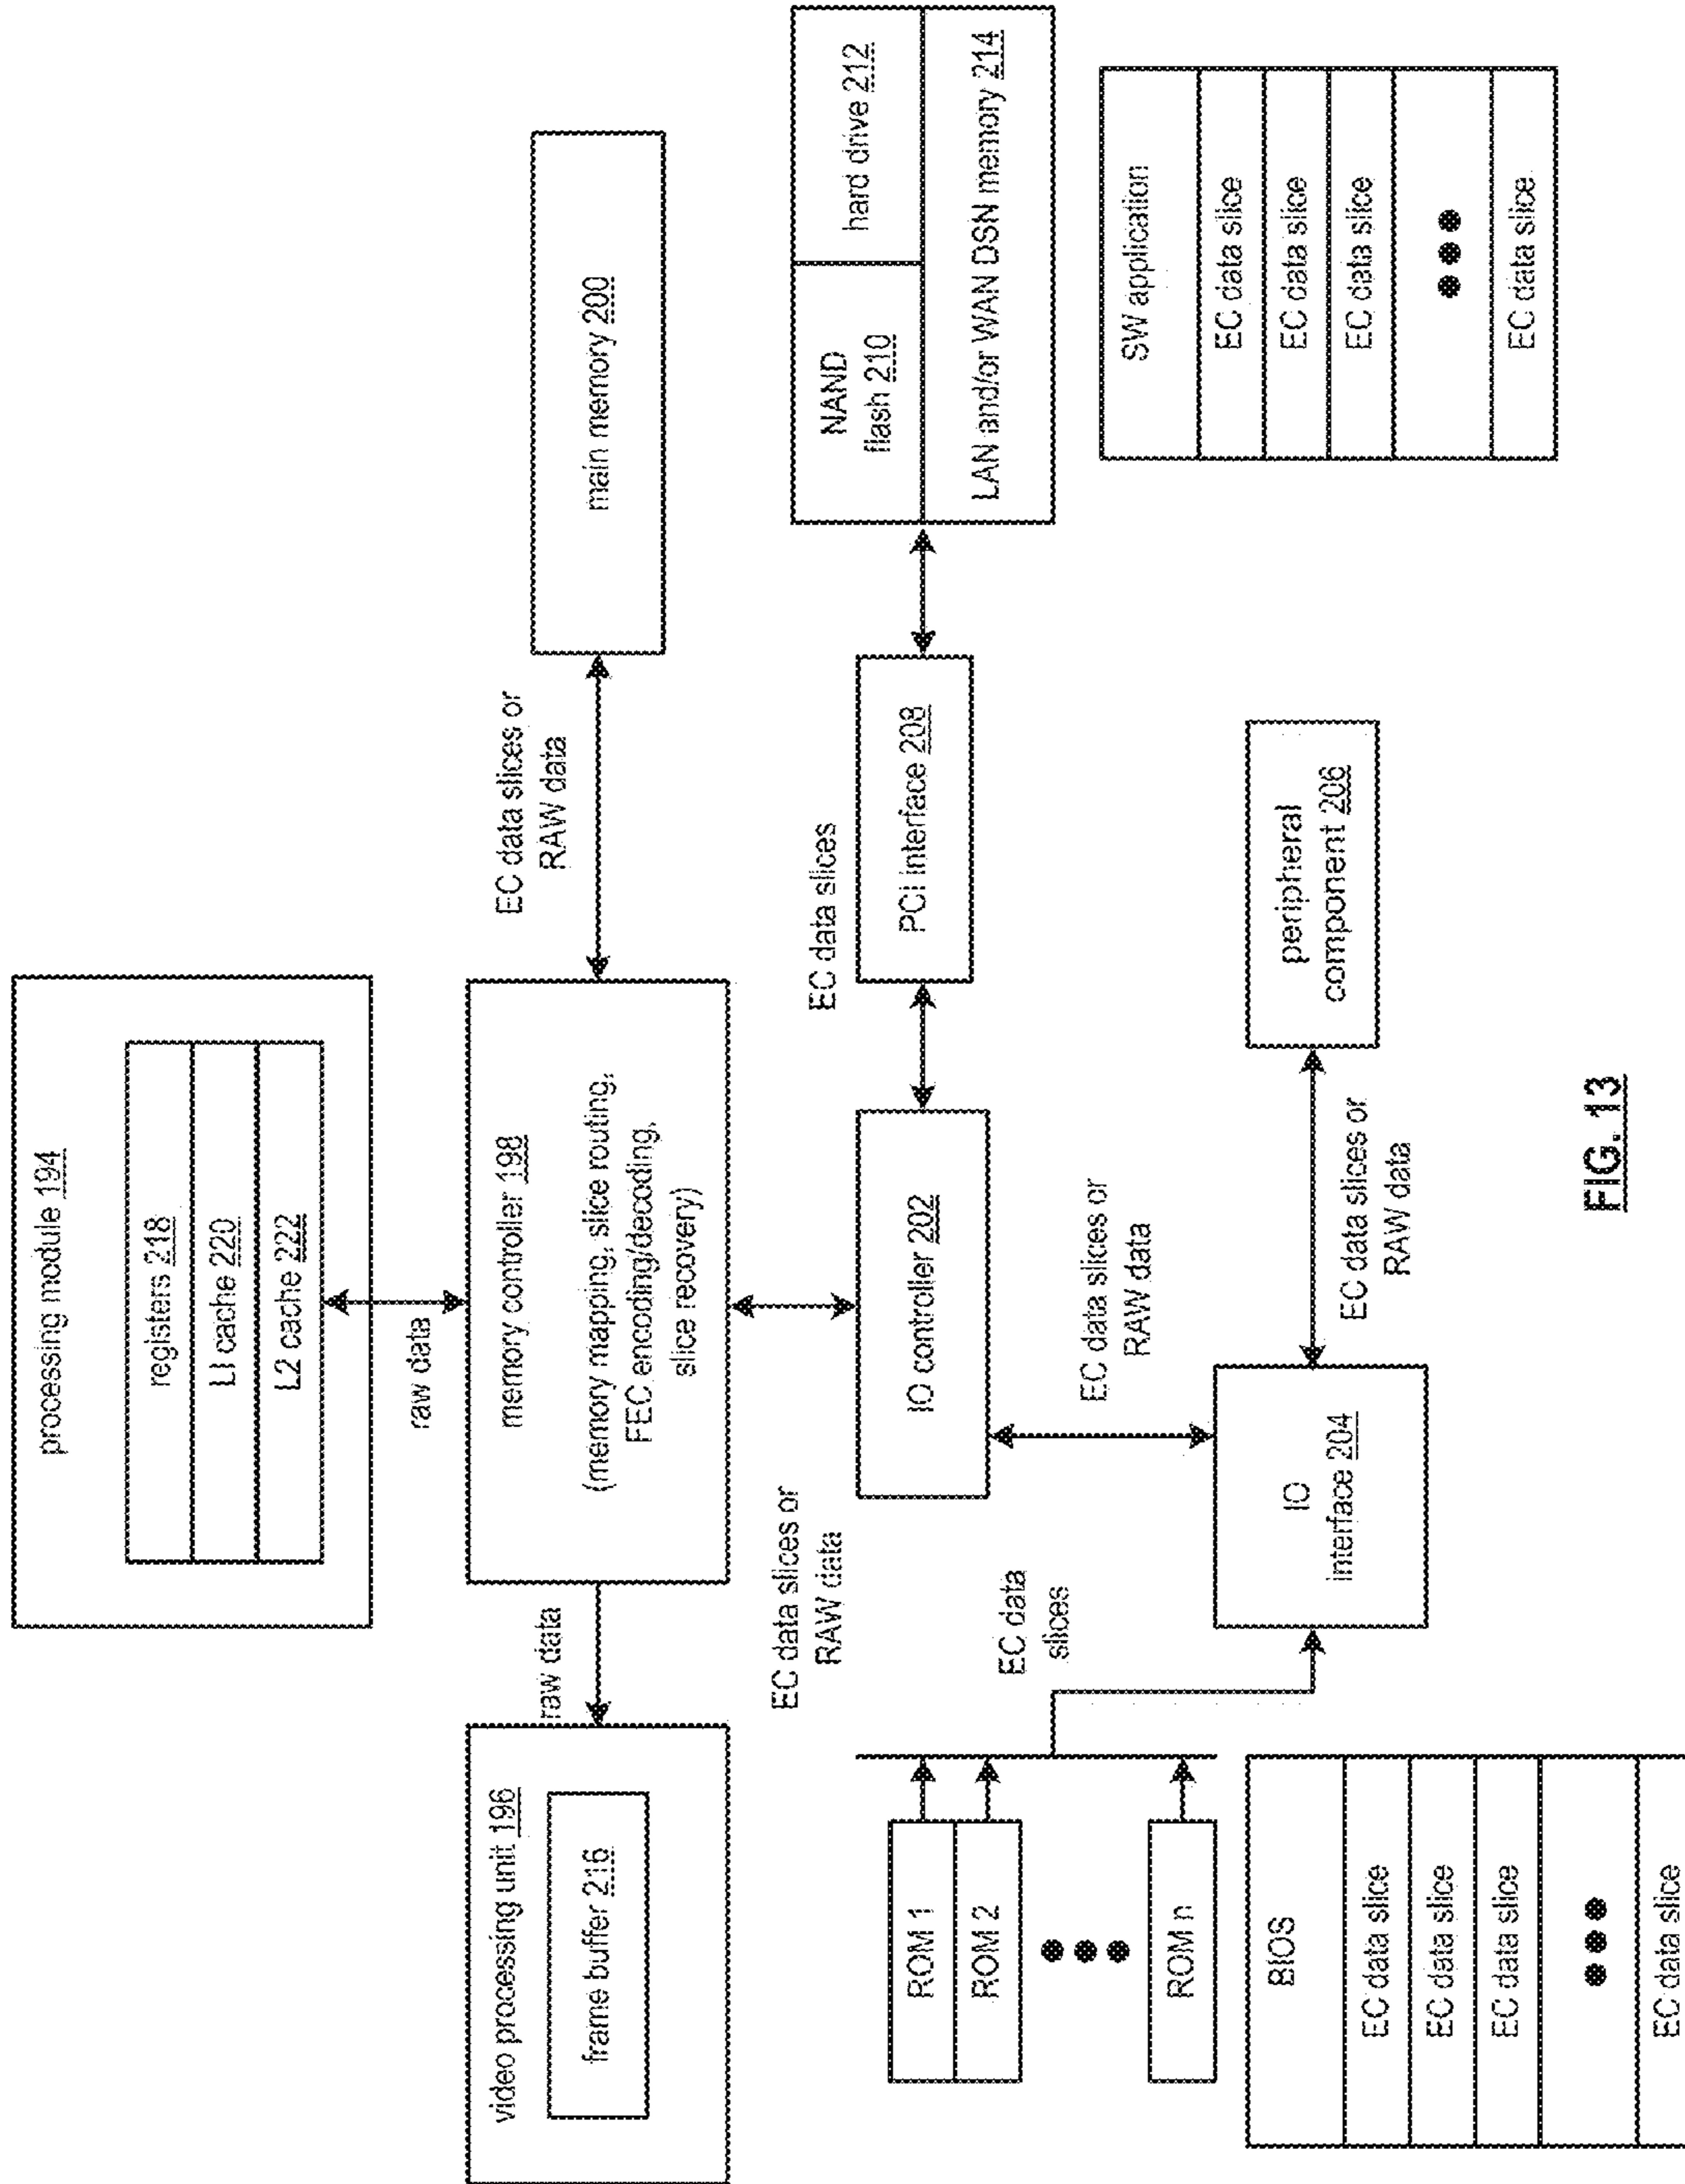 processing module 194
registers 218
L1 cache 220
L2 cache 222
raw data
video processing unit 196
frame buffer 216
raw data
memory controller 198
(memory mapping, slice routing,
FEC encoding/decoding,
slice recovery)
EC data slices or
RAW data
main memory 200
EC data slices or
RAW data
IO controller 202
EC data slices
PCI interface 208
NAND
flash 210
hard drive 212
LAN and/or WAN DSN memory 214
ROM 1
ROM 2
ROM n
EC data
slices
EC data slices or
RAW data
IO
interface 204
EC data slices or
RAW data
peripheral
component 206
SW application
EC data slice
EC data slice
EC data slice
EC data slice
BIOS
EC data slice
EC data slice
EC data slice
EC data slice
FIG. 13